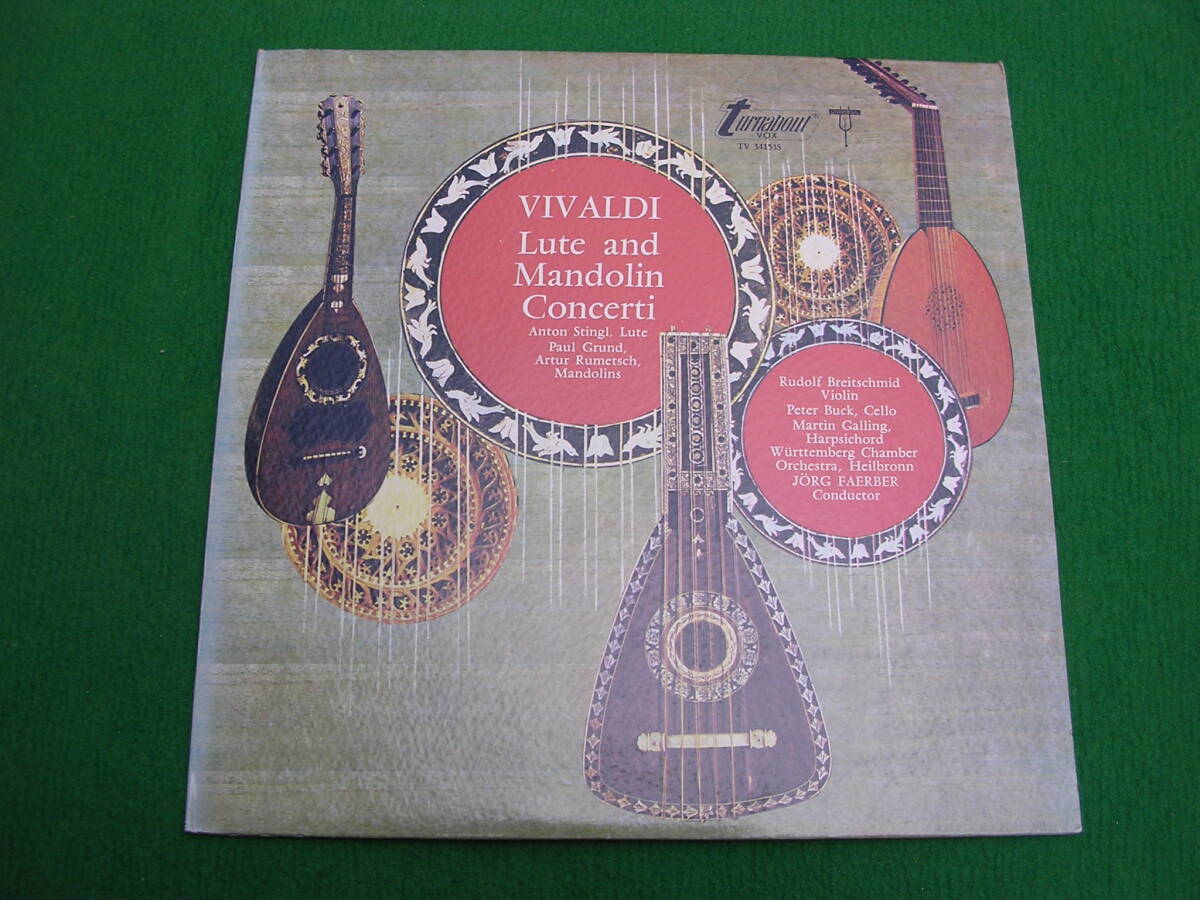 Turnabout
VOX
TV 34153S
UNIVERSAL
VIVALDI
Lute and
Mandolin
Concerti
Anton Stingl, Lute
Paul Grund,
Artur Rumetsch,
Mandolins
Rudolf Breitschmid
Violin
Peter Buck, Cello
Martin Galling,
Harpsichord
Württemberg Chamber
Orchestra, Heilbronn
JÖRG FAERBER
Conductor